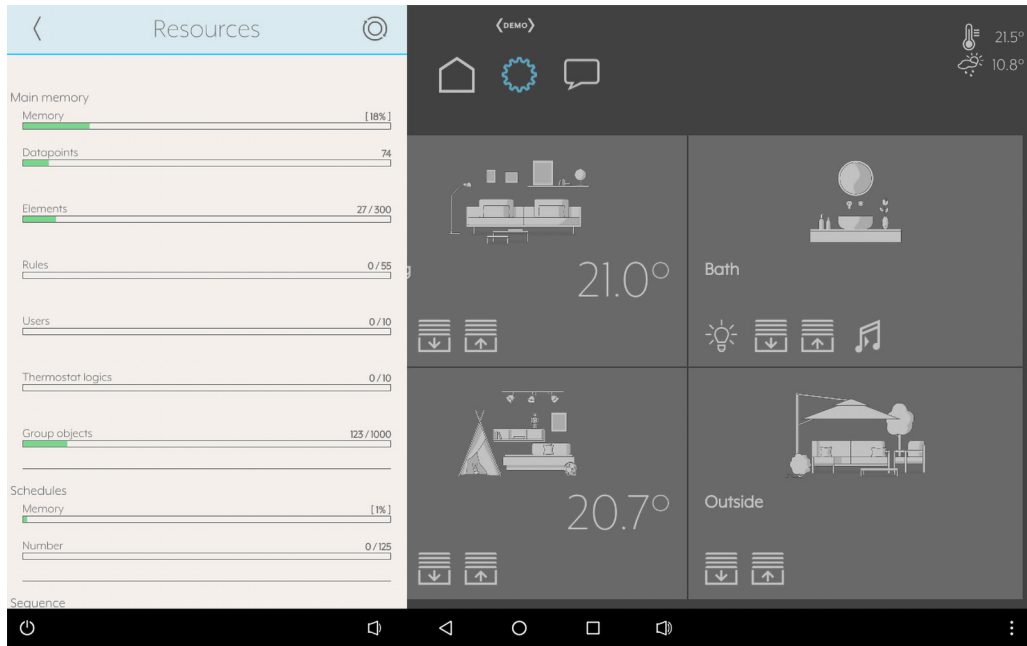 Resources
Main memory
Memory [18%]
Datapoints 74
Elements 27/300
Rules 0/55
Users 0/10
Thermostat logics 0/10
Group objects 123/1000
Schedules
Memory [1%]
Number 0/125
Sequence
DEMO
21.5°
10.8°
g
21.0°
Bath
20.7°
Outside